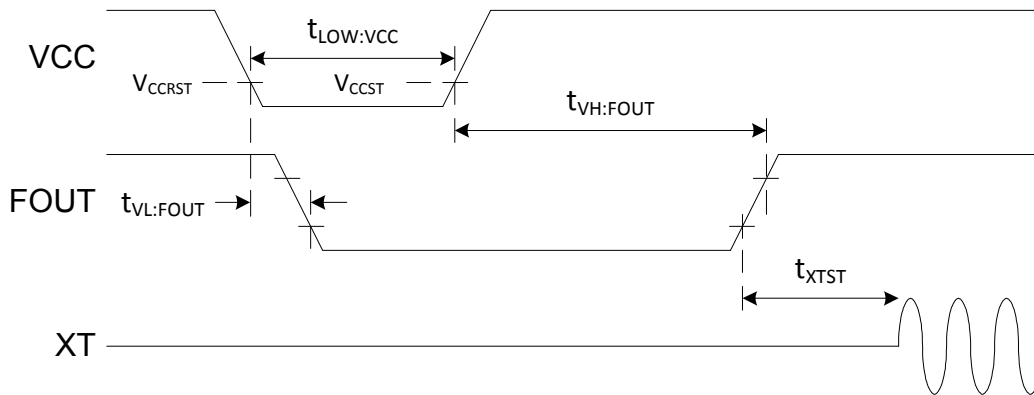 tLOW:VCC
VCC
VCCRST
VCCST
tVH:FOUT
FOUT
tVL:FOUT
tXTST
XT